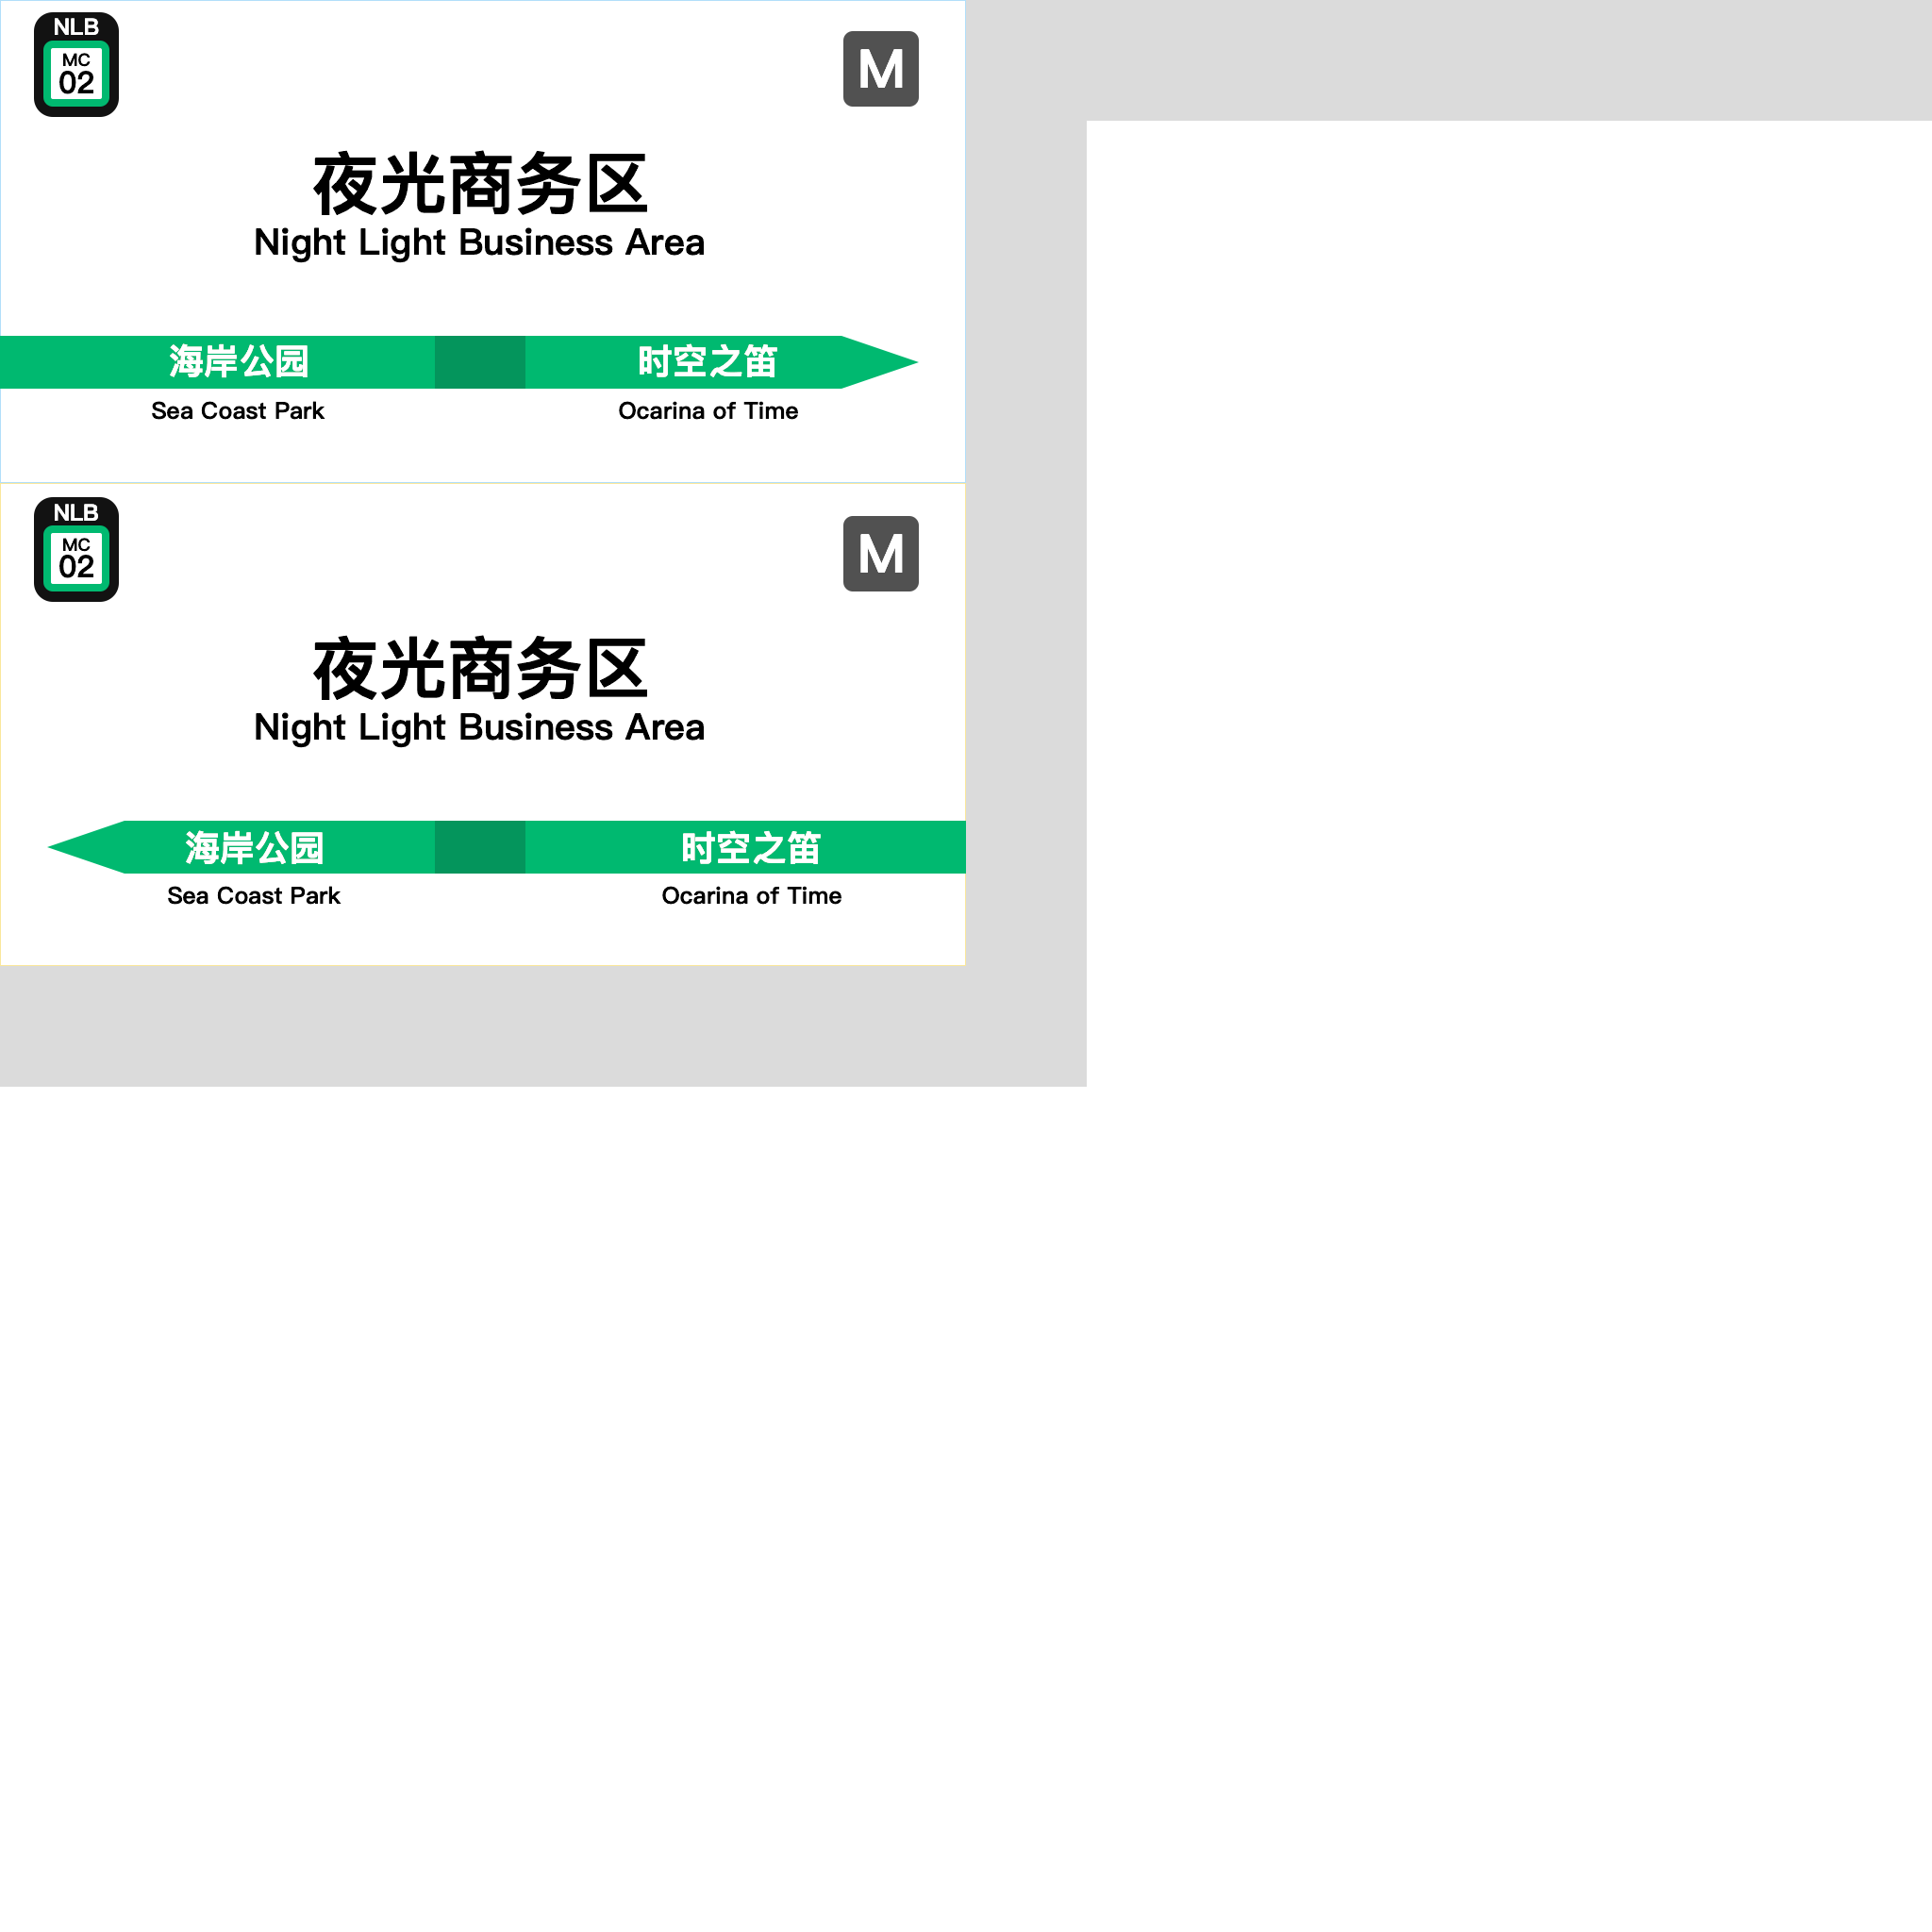 NLB
MC
02
M
夜光商务区
Night Light Business Area
海岸公园 时空之笛
Sea Coast Park Ocarina of Time
NLB
MC
02
M
夜光商务区
Night Light Business Area
海岸公园 时空之笛
Sea Coast Park Ocarina of Time